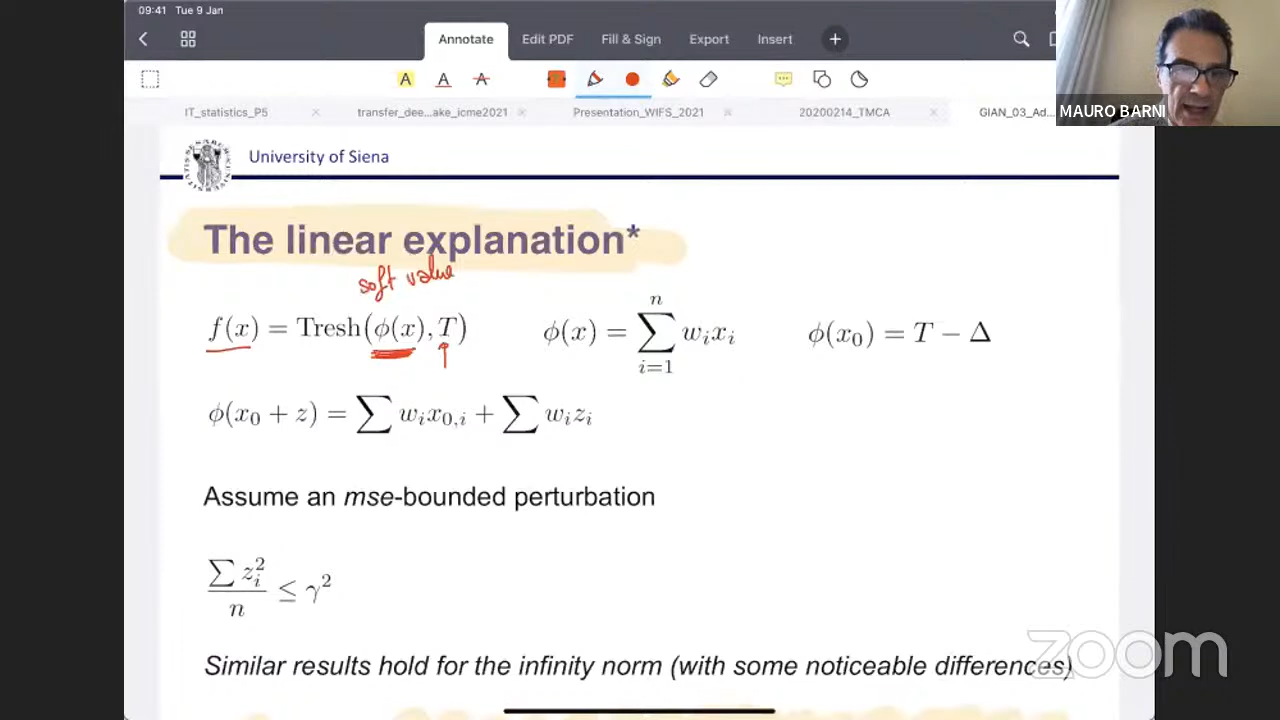 09:41 Tue 9 Jan
Annotate Edit PDF Fill & Sign Export Insert +
A A A T
IT_statistics_P5 × transfer_dee...ake_icme2021 × Presentation_WIFS_2021 × 20200214_TMCA × GIAN_03_Ad...
MAURO BARNI
University of Siena
The linear explanation*
soft value
f(x) = Tresh(ϕ(x), T) ϕ(x) = ∑_{i=1}^{n} w_i x_i ϕ(x_0) = T − Δ
ϕ(x_0 + z) = ∑ w_i x_{0,i} + ∑ w_i z_i
Assume an mse-bounded perturbation
∑ z_i^2 / n ≤ γ^2
Similar results hold for the infinity norm (with some noticeable differences)
zoom